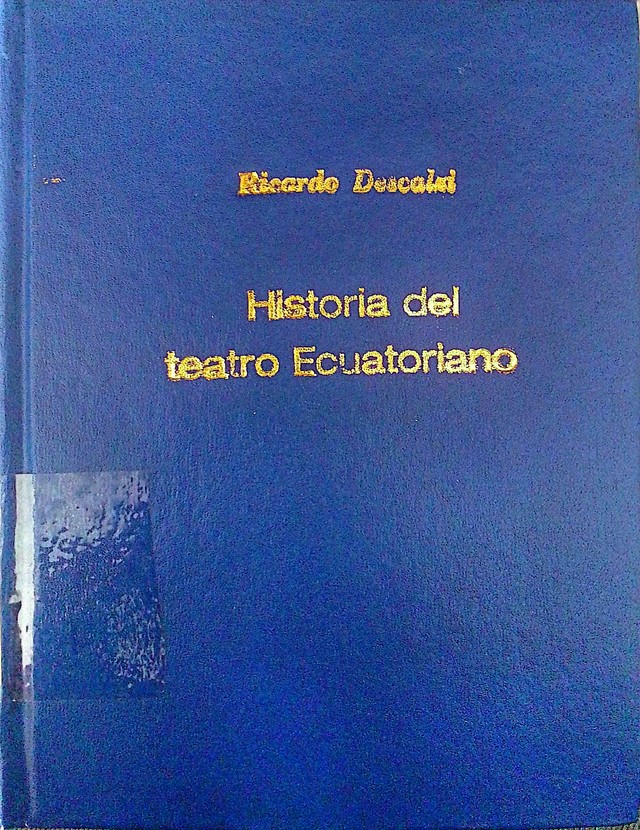 Ricardo Descalzi
Historia del
teatro Ecuatoriano